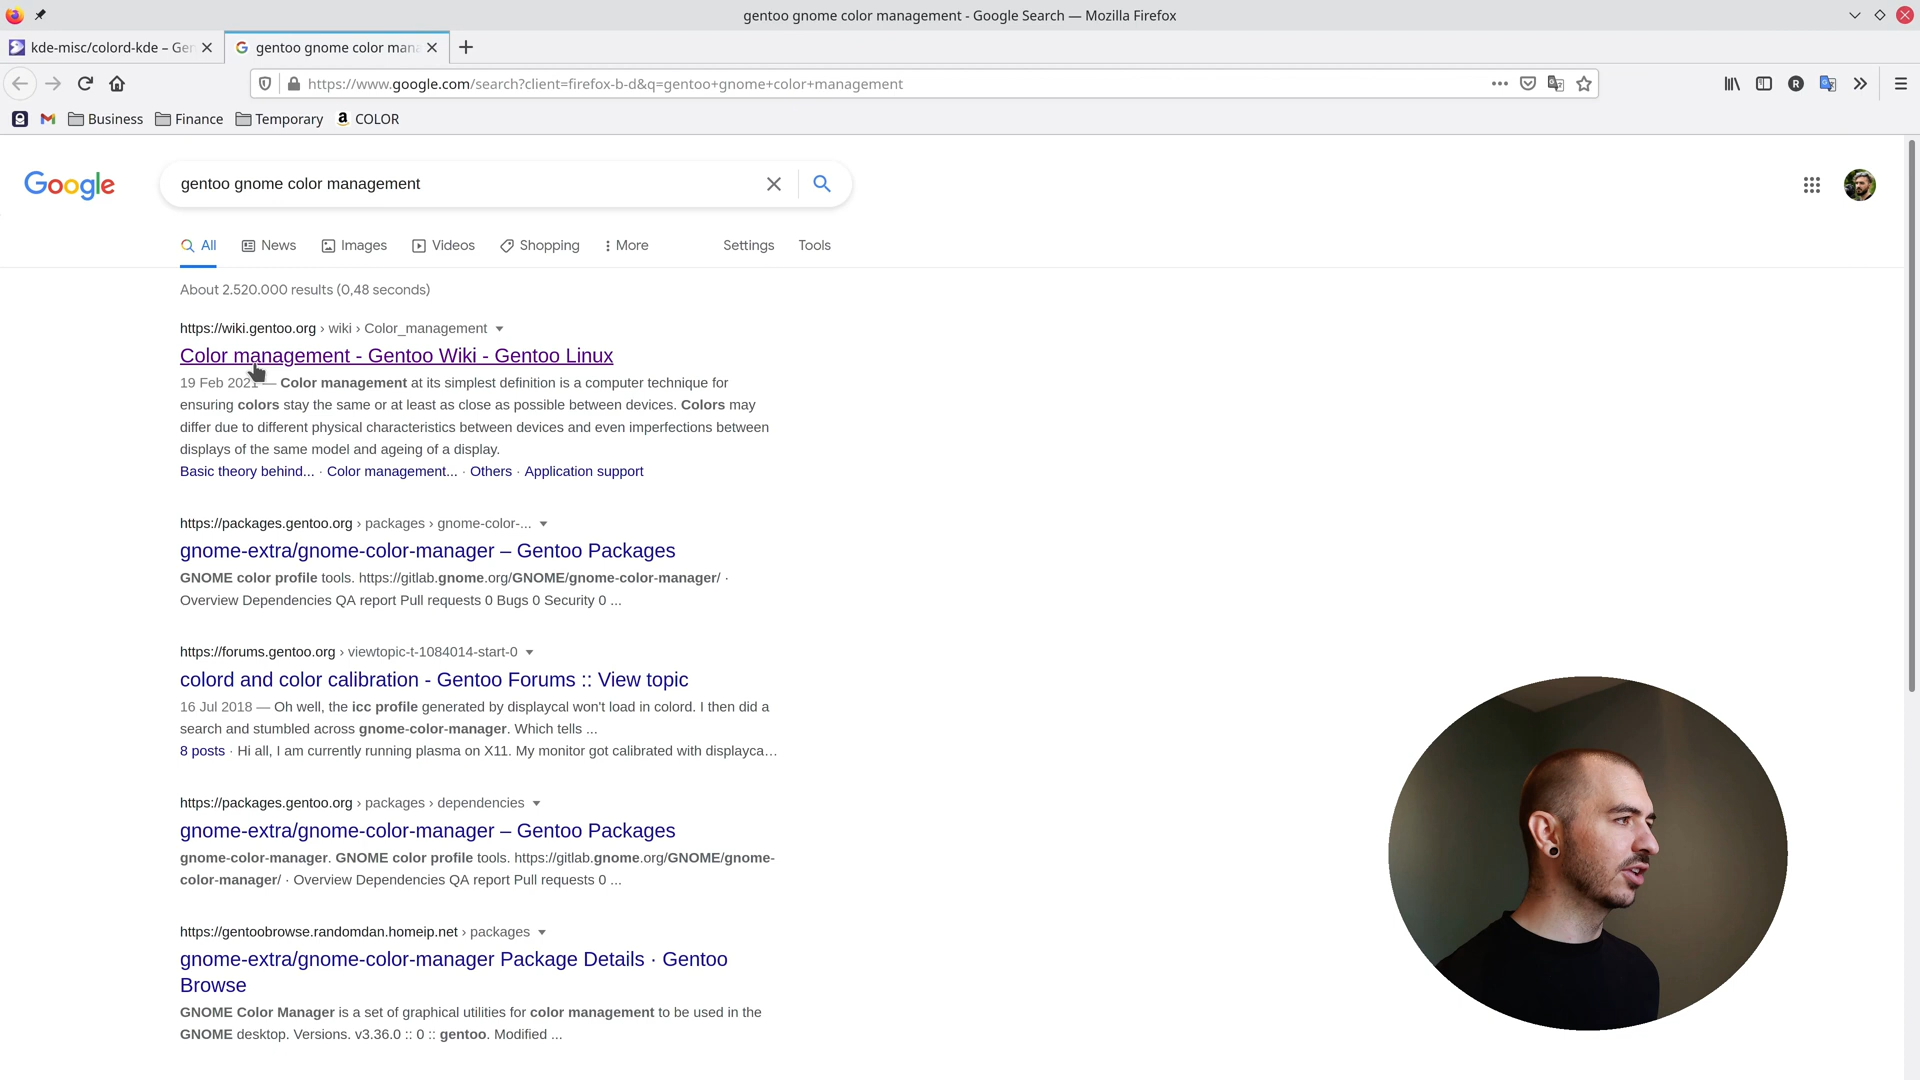 gentoo gnome color management - Google Search — Mozilla Firefox
kde-misc/colord-kde – Gen
gentoo gnome color mana
https://www.google.com/search?client=firefox-b-d&q=gentoo+gnome+color+management
Business
Finance
Temporary
COLOR
Google
gentoo gnome color management
All
News
Images
Videos
Shopping
More
Settings
Tools
About 2.520.000 results (0,48 seconds)
https://wiki.gentoo.org › wiki › Color_management
Color management - Gentoo Wiki - Gentoo Linux
19 Feb 2021 — Color management at its simplest definition is a computer technique for
ensuring colors stay the same or at least as close as possible between devices. Colors may
differ due to different physical characteristics between devices and even imperfections between
displays of the same model and ageing of a display.
Basic theory behind... · Color management... · Others · Application support
https://packages.gentoo.org › packages › gnome-color-...
gnome-extra/gnome-color-manager – Gentoo Packages
GNOME color profile tools. https://gitlab.gnome.org/GNOME/gnome-color-manager/ ·
Overview Dependencies QA report Pull requests 0 Bugs 0 Security 0 ...
https://forums.gentoo.org › viewtopic-t-1084014-start-0
colord and color calibration - Gentoo Forums :: View topic
16 Jul 2018 — Oh well, the icc profile generated by displaycal won't load in colord. I then did a
search and stumbled across gnome-color-manager. Which tells ...
8 posts · Hi all, I am currently running plasma on X11. My monitor got calibrated with displayca…
https://packages.gentoo.org › packages › dependencies
gnome-extra/gnome-color-manager – Gentoo Packages
gnome-color-manager. GNOME color profile tools. https://gitlab.gnome.org/GNOME/gnome-
color-manager/ · Overview Dependencies QA report Pull requests 0 ...
https://gentoobrowse.randomdan.homeip.net › packages
gnome-extra/gnome-color-manager Package Details · Gentoo
Browse
GNOME Color Manager is a set of graphical utilities for color management to be used in the
GNOME desktop. Versions. v3.36.0 :: 0 :: gentoo. Modified ...